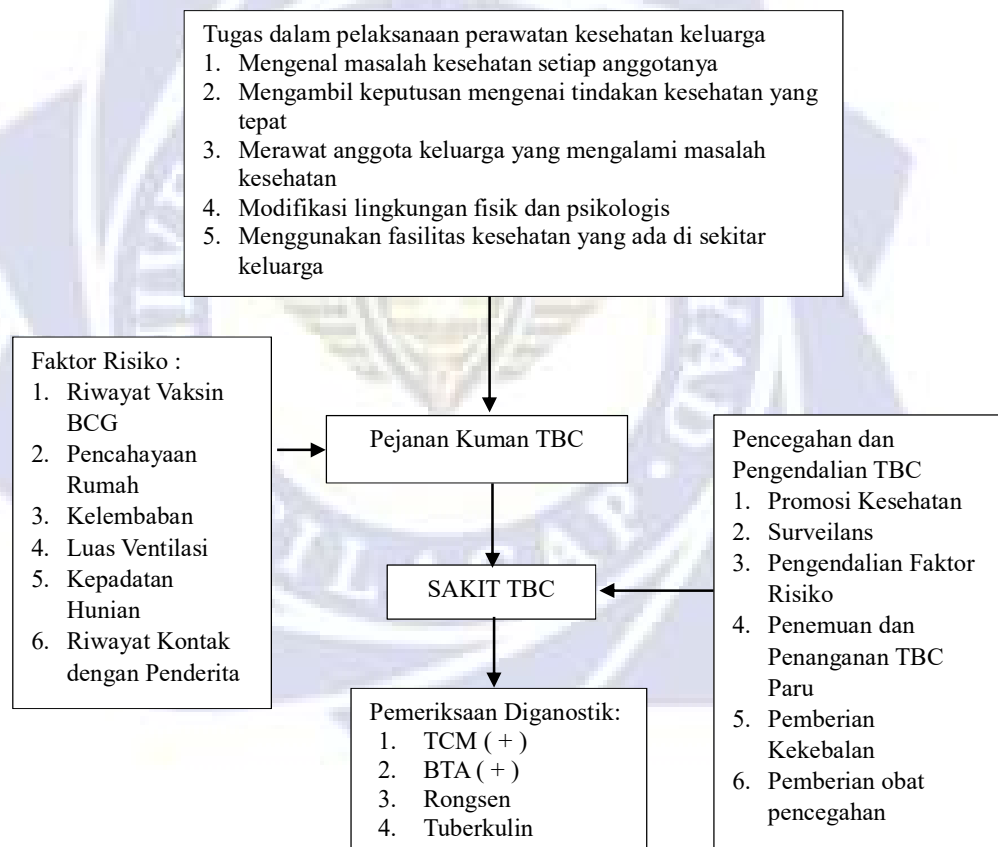 Tugas dalam pelaksanaan perawatan kesehatan keluarga
1. Mengenal masalah kesehatan setiap anggotanya
2. Mengambil keputusan mengenai tindakan kesehatan yang
tepat
3. Merawat anggota keluarga yang mengalami masalah
kesehatan
4. Modifikasi lingkungan fisik dan psikologis
5. Menggunakan fasilitas kesehatan yang ada di sekitar
keluarga
Faktor Risiko :
1. Riwayat Vaksin
BCG
2. Pencahayaan
Rumah
3. Kelembaban
4. Luas Ventilasi
5. Kepadatan
Hunian
6. Riwayat Kontak
dengan Penderita
Pejanan Kuman TBC
SAKIT TBC
Pencegahan dan
Pengendalian TBC
1. Promosi Kesehatan
2. Surveilans
3. Pengendalian Faktor
Risiko
4. Penemuan dan
Penanganan TBC
Paru
5. Pemberian
Kekebalan
6. Pemberian obat
pencegahan
Pemeriksaan Diganostik:
1. TCM ( + )
2. BTA ( + )
3. Rongsen
4. Tuberkulin